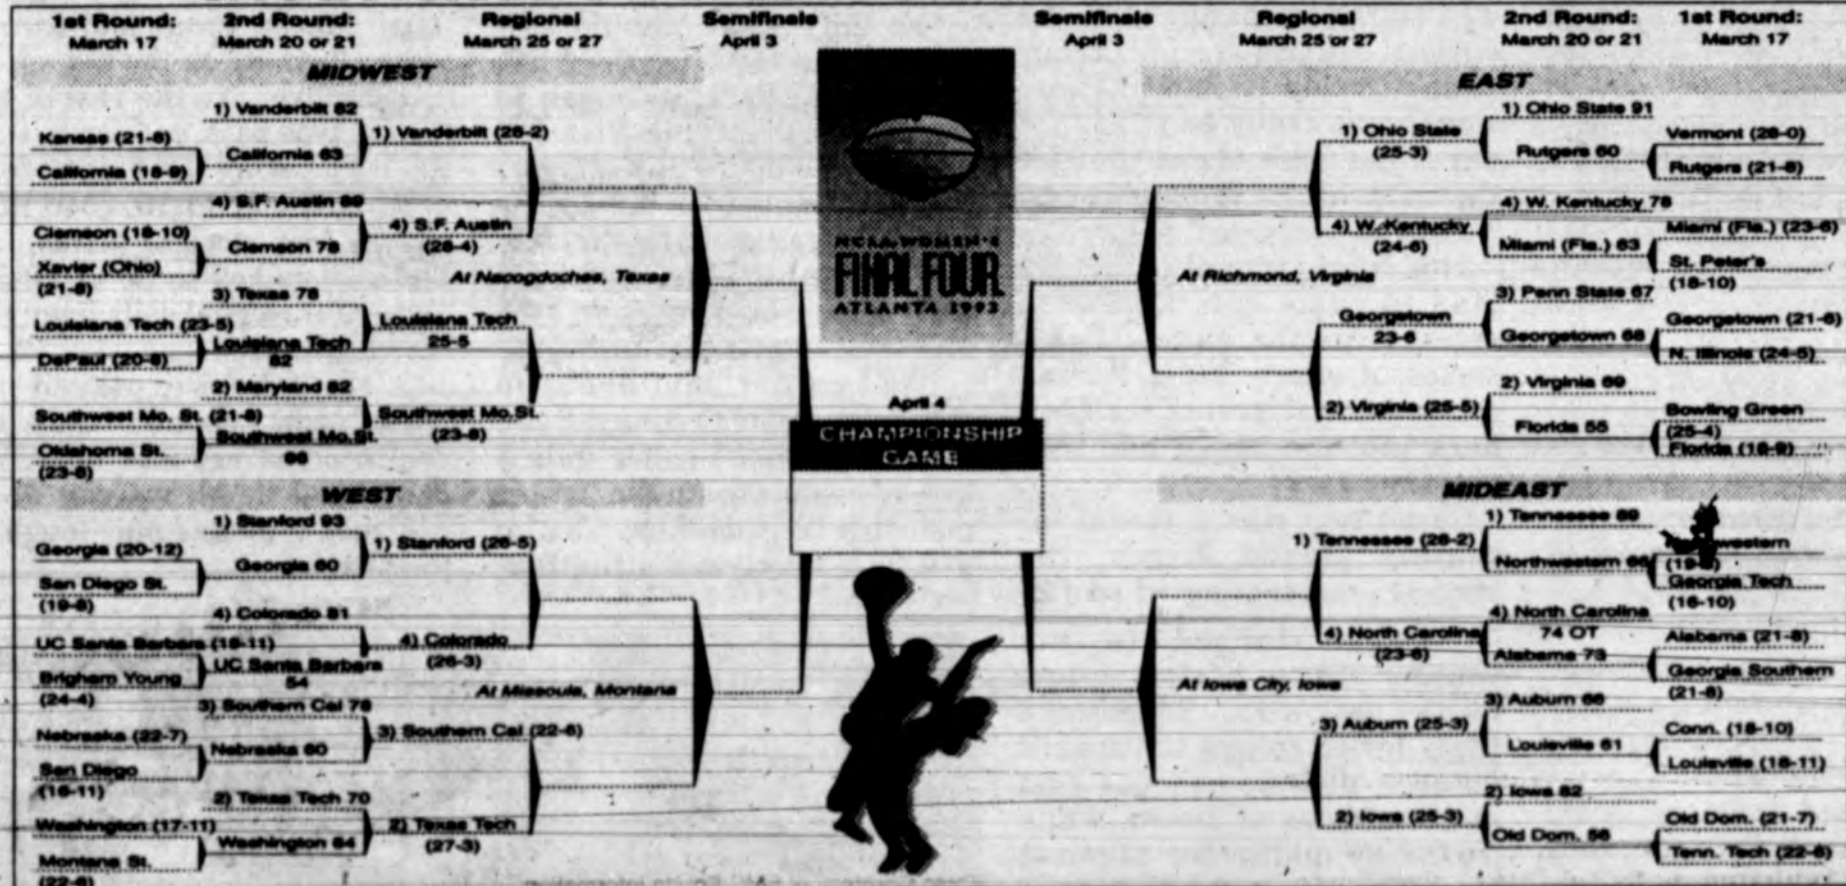 1st Round:
March 17
2nd Round:
March 20 or 21
Regional
March 25 or 27
Semifinals
April 3
Semifinals
April 3
Regional
March 25 or 27
2nd Round:
March 20 or 21
1st Round:
March 17
MIDWEST
Kansas (21-8)
California (18-9)
Clemson (18-10)
Xavier (Ohio)
(21-8)
Louisiana Tech (23-5)
DePaul (20-8)
Southwest Mo. St. (21-8)
Oklahoma St.
(23-8)
1) Vanderbilt 82
California 63
4) S.F. Austin 89
Clemson 78
3) Texas 78
Louisiana Tech
82
2) Maryland 82
Southwest Mo.St.
1) Vanderbilt (28-2)
4) S.F. Austin
(28-4)
Louisiana Tech
25-5
Southwest Mo.St.
(23-8)
At Nacogdoches, Texas
WEST
Georgia (20-12)
San Diego St.
(19-8)
UC Santa Barbara (18-11)
Brigham Young
(24-4)
Nebraska (22-7)
San Diego
(16-11)
Washington (17-11)
Montana St.
(22-6)
1) Stanford 93
Georgia 60
4) Colorado 81
UC Santa Barbara
54
3) Southern Cal 78
Nebraska 60
2) Texas Tech 70
Washington 64
1) Stanford (26-5)
4) Colorado
(26-3)
3) Southern Cal (22-6)
2) Texas Tech
(27-3)
At Missoula, Montana
NCAA WOMEN'S
FINAL FOUR
ATLANTA 1993
April 4
CHAMPIONSHIP
GAME
EAST
1) Ohio State
(25-3)
4) W. Kentucky
(24-6)
Georgetown
23-6
2) Virginia (25-5)
At Richmond, Virginia
1) Ohio State 91
Rutgers 60
4) W. Kentucky 78
Miami (Fla.) 63
3) Penn State 67
Georgetown 68
2) Virginia 69
Florida 55
Vermont (28-0)
Rutgers (21-8)
Miami (Fla.) (23-6)
St. Peter's
(18-10)
Georgetown (21-6)
N. Illinois (24-5)
Bowling Green
(25-4)
Florida (18-9)
MIDEAST
1) Tennessee (28-2)
4) North Carolina
(23-6)
3) Auburn (25-3)
2) Iowa (25-3)
At Iowa City, Iowa
1) Tennessee 89
Northwestern 66
4) North Carolina
74 OT
Alabama 73
3) Auburn 66
Louisville 61
2) Iowa 82
Old Dom. 56
western
Georgia Tech
(16-10)
Alabama (21-8)
Georgia Southern
(21-8)
Conn. (18-10)
Louisville (18-11)
Old Dom. (21-7)
Tenn. Tech (22-6)